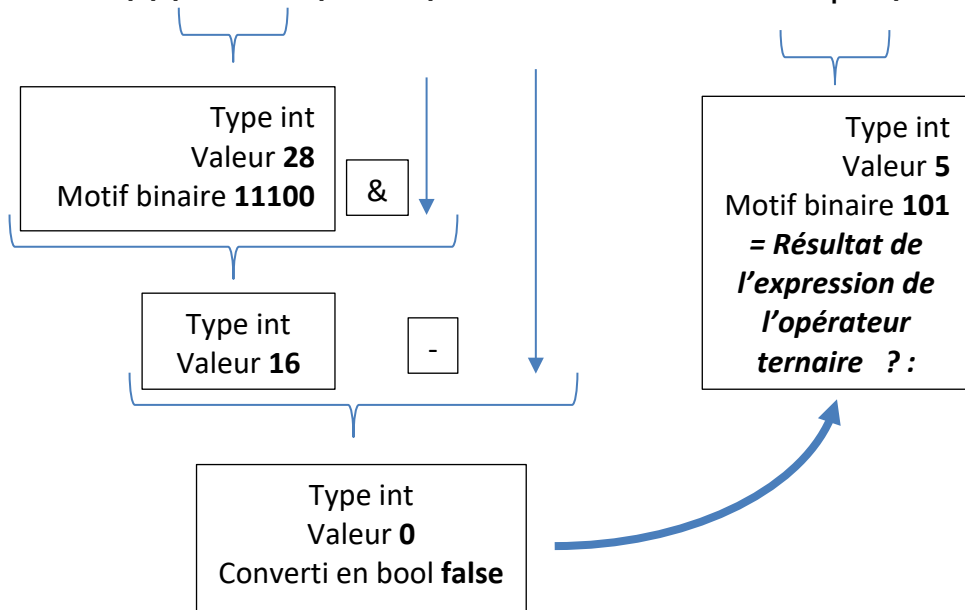 Type int
Valeur 28
Motif binaire 11100
&
Type int
Valeur 16
-
Type int
Valeur 0
Converti en bool false
Type int
Valeur 5
Motif binaire 101
= Résultat de
l’expression de
l’opérateur
ternaire ? :